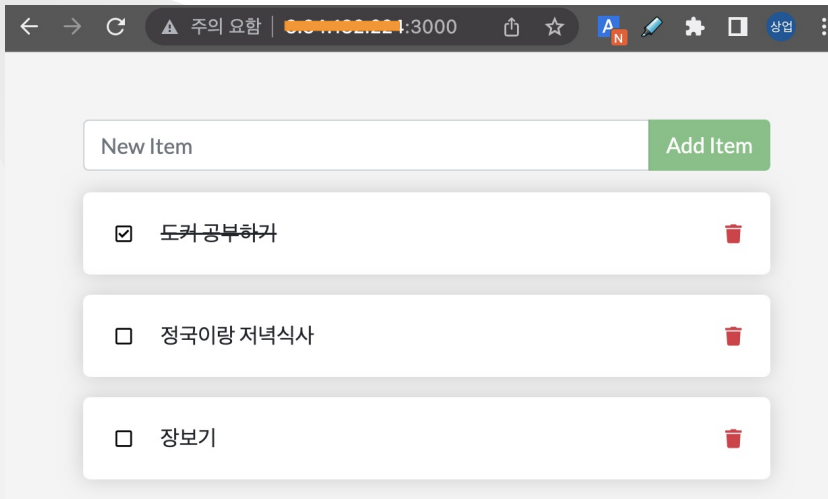 주의 요함 :3000
상업
New Item
Add Item
도커 공부하기
정국이랑 저녁식사
장보기